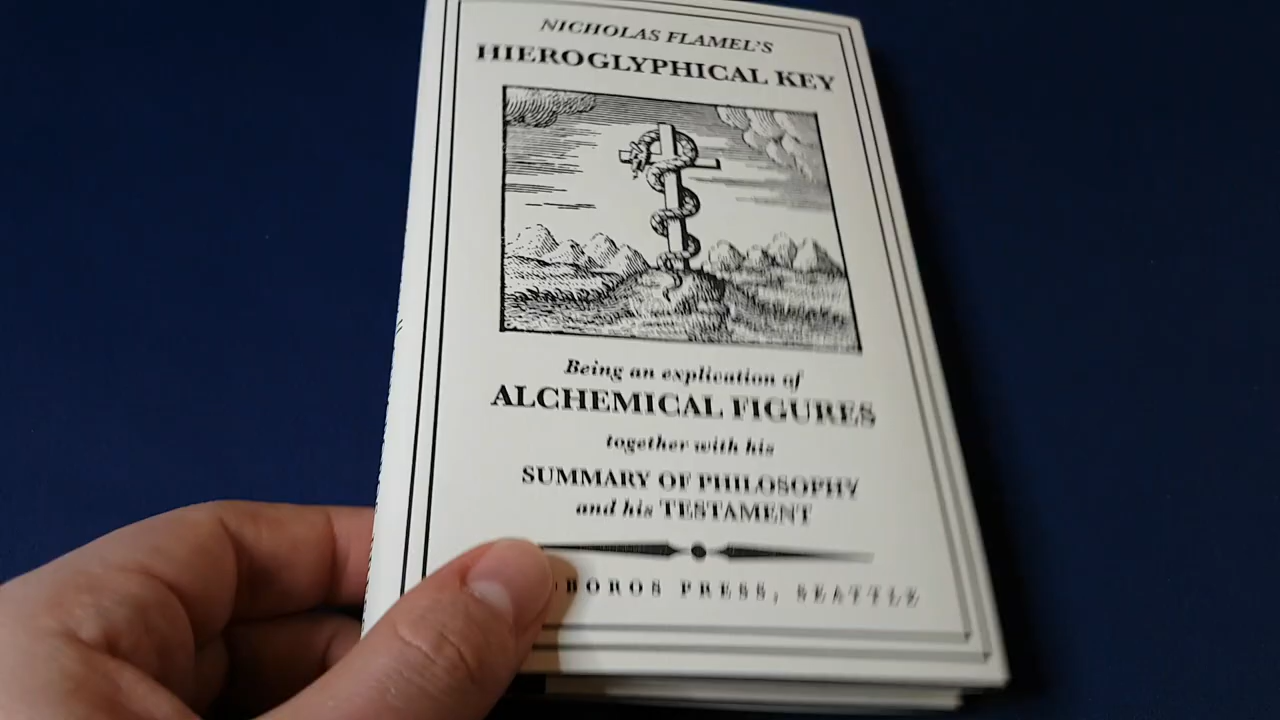 NICHOLAS FLAMEL'S
HIEROGLYPHICAL KEY
Being an explication of
ALCHEMICAL FIGURES
together with his
SUMMARY OF PHILOSOPHY
and his TESTAMENT
BOROS PRESS, SEATTLE